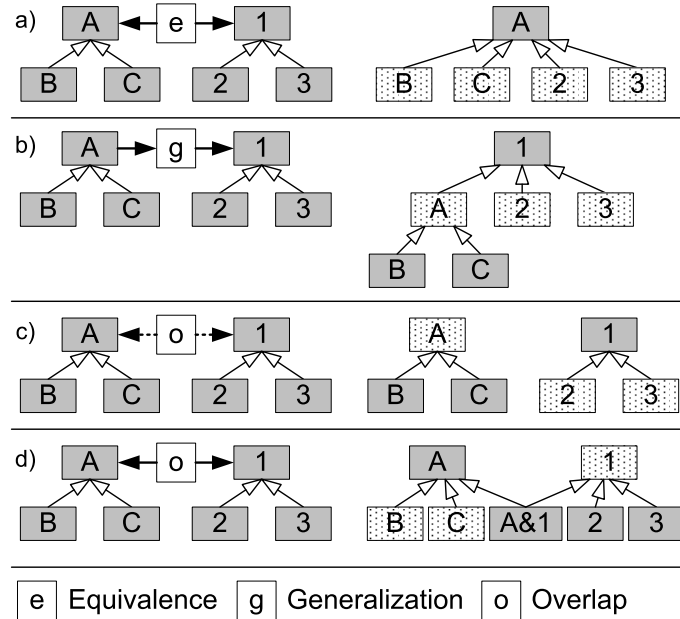 a) A e 1 A
B C 2 3 B C 2 3
b) A g 1 1
B C 2 3 A 2 3
B C
c) A o 1 A 1
B C 2 3 B C 2 3
d) A o 1 A 1
B C 2 3 B C A&1 2 3
e Equivalence g Generalization o Overlap